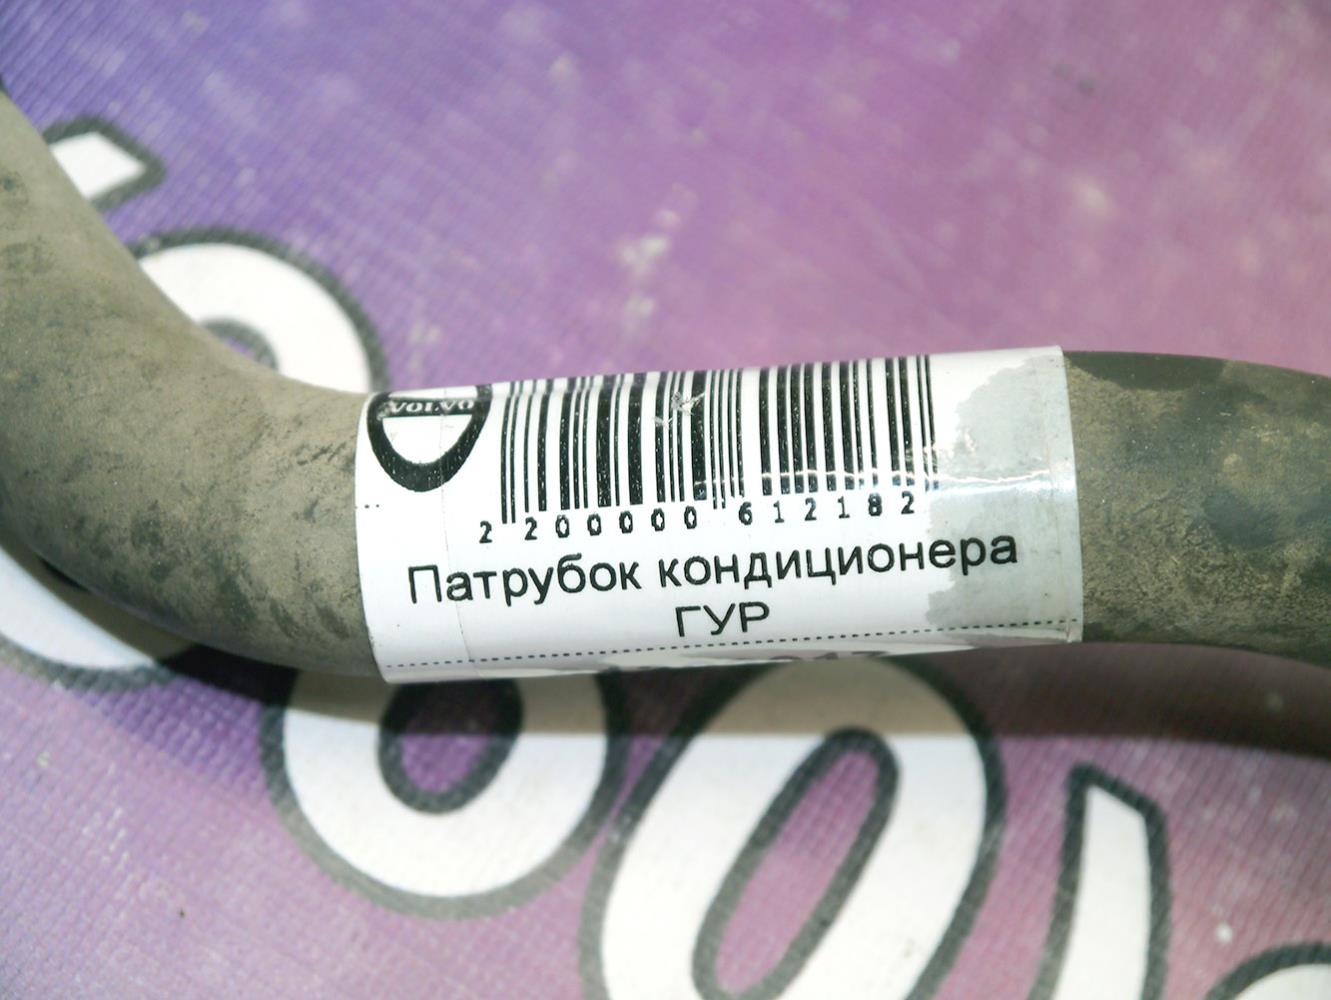 VOLVO
2 200000 612182
Патрубок кондиционера
ГУР